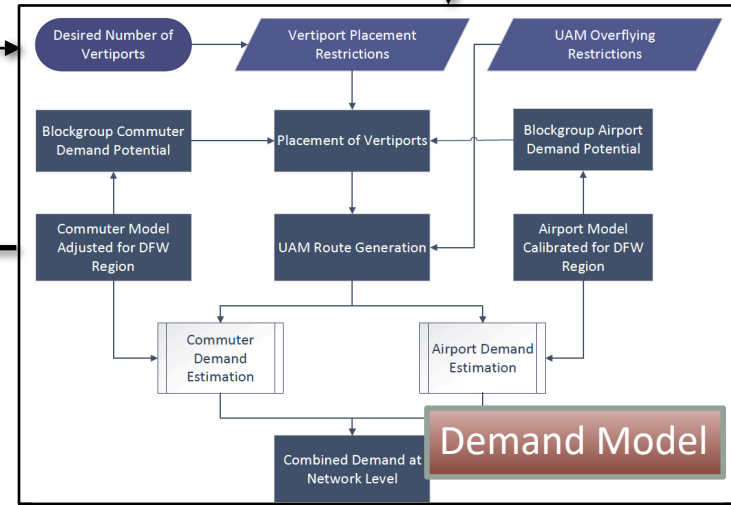 Desired Number of
Vertiports
Vertiport Placement
Restrictions
UAM Overflying
Restrictions
Blockgroup Commuter
Demand Potential
Placement of Vertiports
Blockgroup Airport
Demand Potential
Commuter Model
Adjusted for DFW
Region
UAM Route Generation
Airport Model
Calibrated for DFW
Region
Commuter
Demand
Estimation
Airport Demand
Estimation
Demand Model
Combined Demand at
Network Level